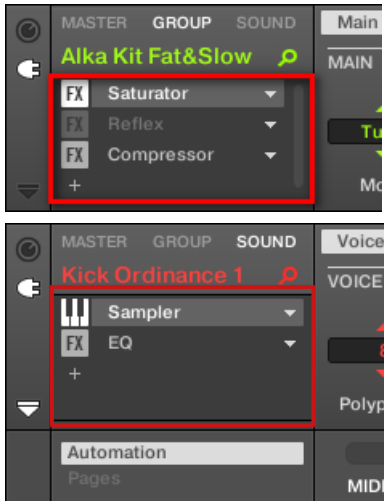 MASTER GROUP SOUND Main
Alka Kit Fat&Slow MAIN
FX Saturator
FX Reflex Tu
FX Compressor
+ Mo
MASTER GROUP SOUND Voice
Kick Ordinance 1 VOICE
Sampler
FX EQ 8
+
Polyp
Automation
Pages MIDI